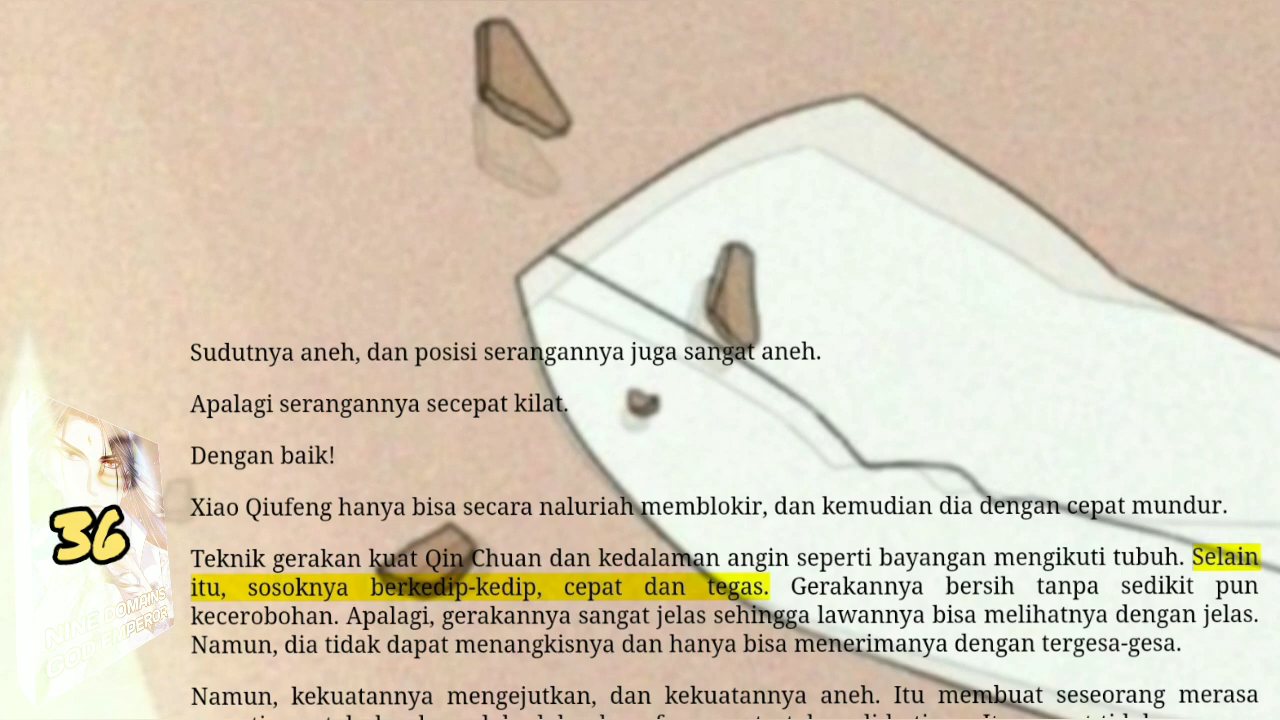 Sudutnya aneh, dan posisi serangannya juga sangat aneh.
Apalagi serangannya secepat kilat.
Dengan baik!
Xiao Qiufeng hanya bisa secara naluriah memblokir, dan kemudian dia dengan cepat mundur.
Teknik gerakan kuat Qin Chuan dan kedalaman angin seperti bayangan mengikuti tubuh. Selain
itu, sosoknya berkedip-kedip, cepat dan tegas. Gerakannya bersih tanpa sedikit pun
kecerobohan. Apalagi, gerakannya sangat jelas sehingga lawannya bisa melihatnya dengan jelas.
Namun, dia tidak dapat menangkisnya dan hanya bisa menerimanya dengan tergesa-gesa.
Namun, kekuatannya mengejutkan, dan kekuatannya aneh. Itu membuat seseorang merasa
36
NINE DOMAINS
GOD EMPEROR